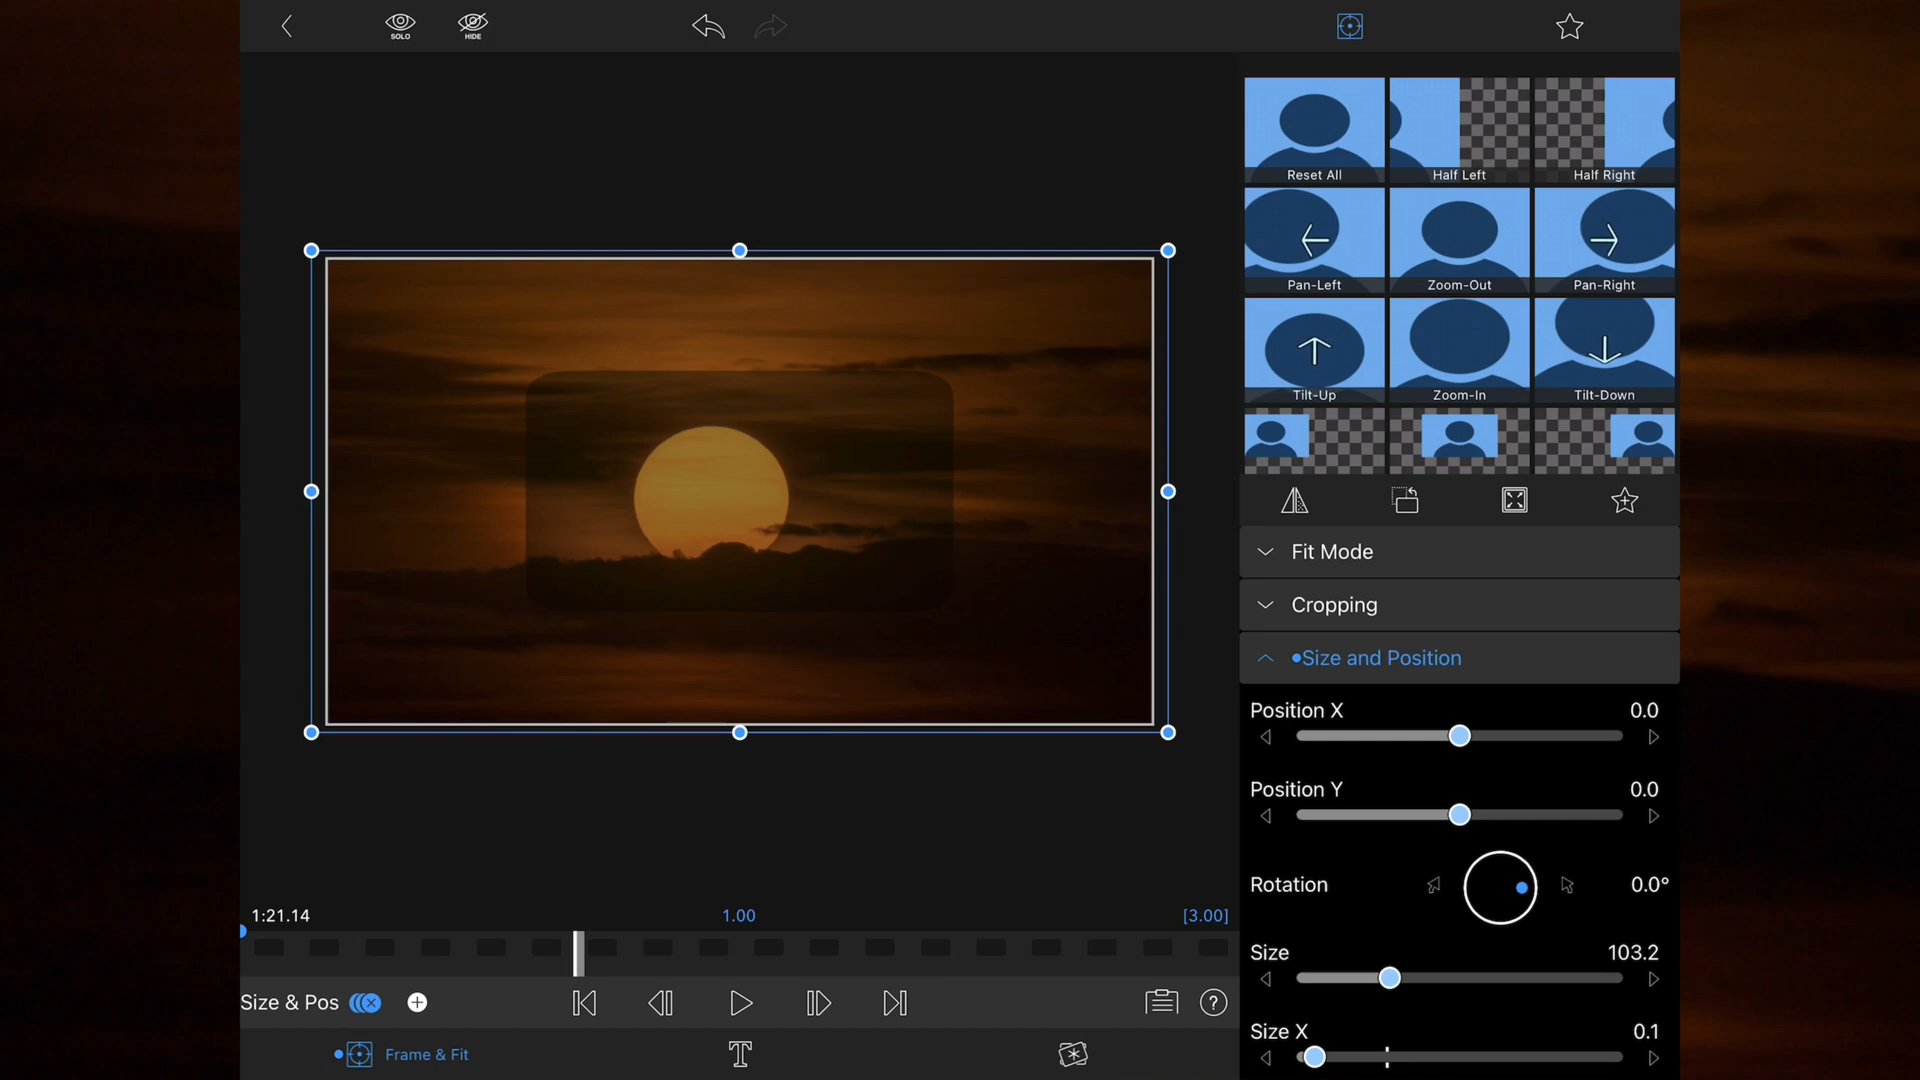 SOLO
HIDE
Reset All
Half Left
Half Right
Pan-Left
Zoom-Out
Pan-Right
Tilt-Up
Zoom-In
Tilt-Down
Fit Mode
Cropping
Size and Position
Position X 0.0
Position Y 0.0
Rotation 0.0°
Size 103.2
Size X 0.1
1:21.14 1.00 [3.00]
Size & Pos
Frame & Fit